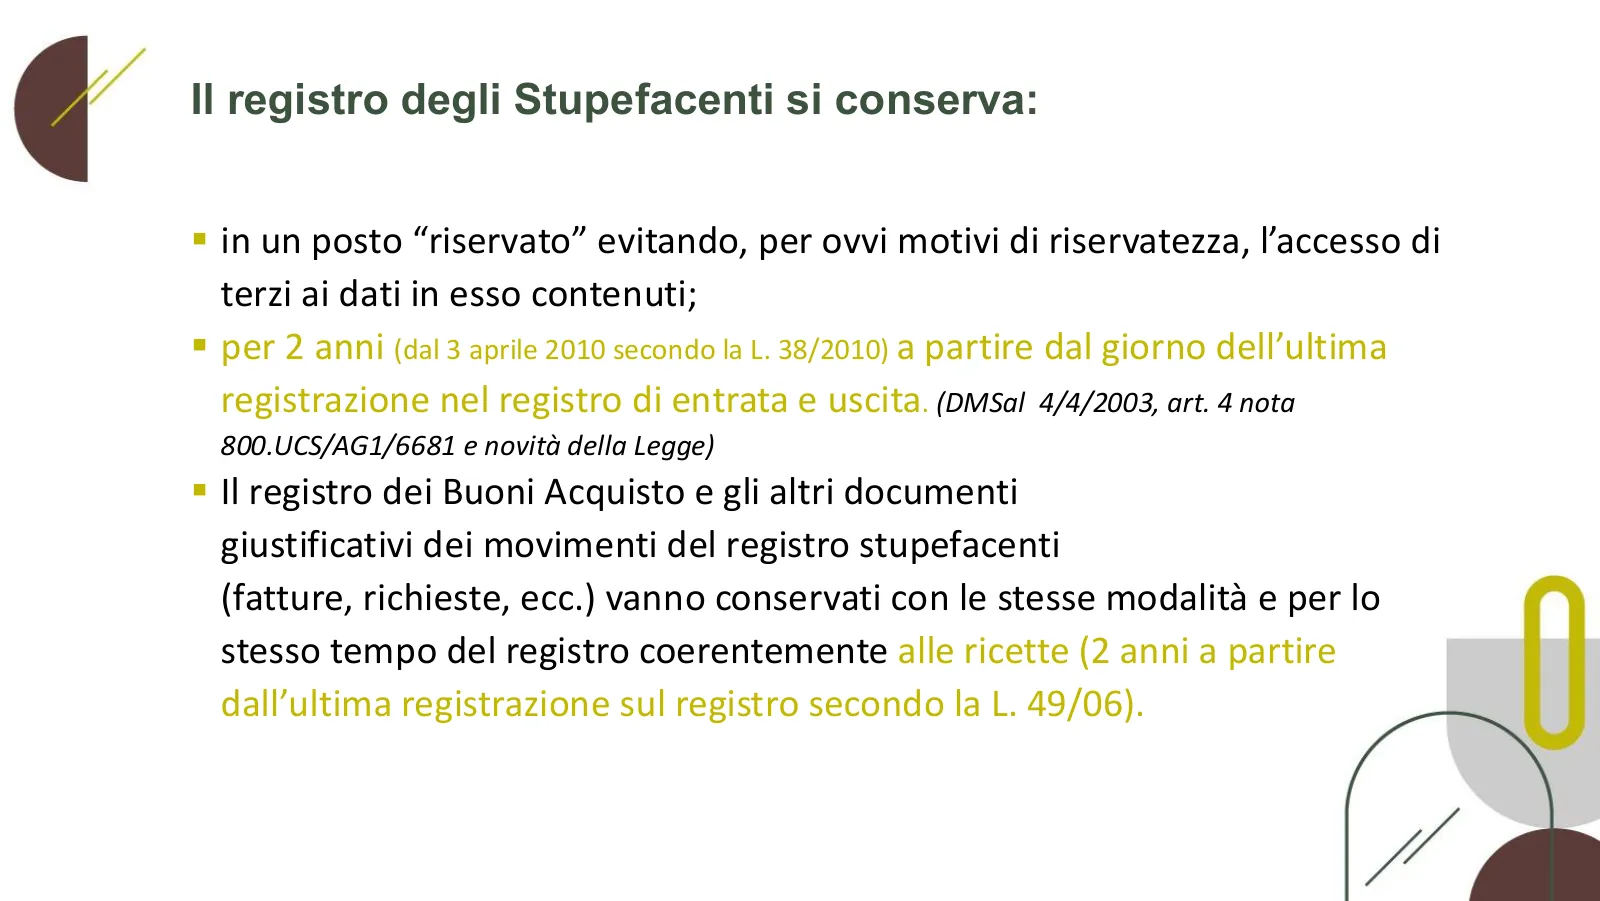 Il registro degli Stupefacenti si conserva:
▪ in un posto “riservato” evitando, per ovvi motivi di riservatezza, l’accesso di
terzi ai dati in esso contenuti;
▪ per 2 anni (dal 3 aprile 2010 secondo la L. 38/2010) a partire dal giorno dell’ultima
registrazione nel registro di entrata e uscita. (DMSal 4/4/2003, art. 4 nota
800.UCS/AG1/6681 e novità della Legge)
▪ Il registro dei Buoni Acquisto e gli altri documenti
giustificativi dei movimenti del registro stupefacenti
(fatture, richieste, ecc.) vanno conservati con le stesse modalità e per lo
stesso tempo del registro coerentemente alle ricette (2 anni a partire
dall’ultima registrazione sul registro secondo la L. 49/06).